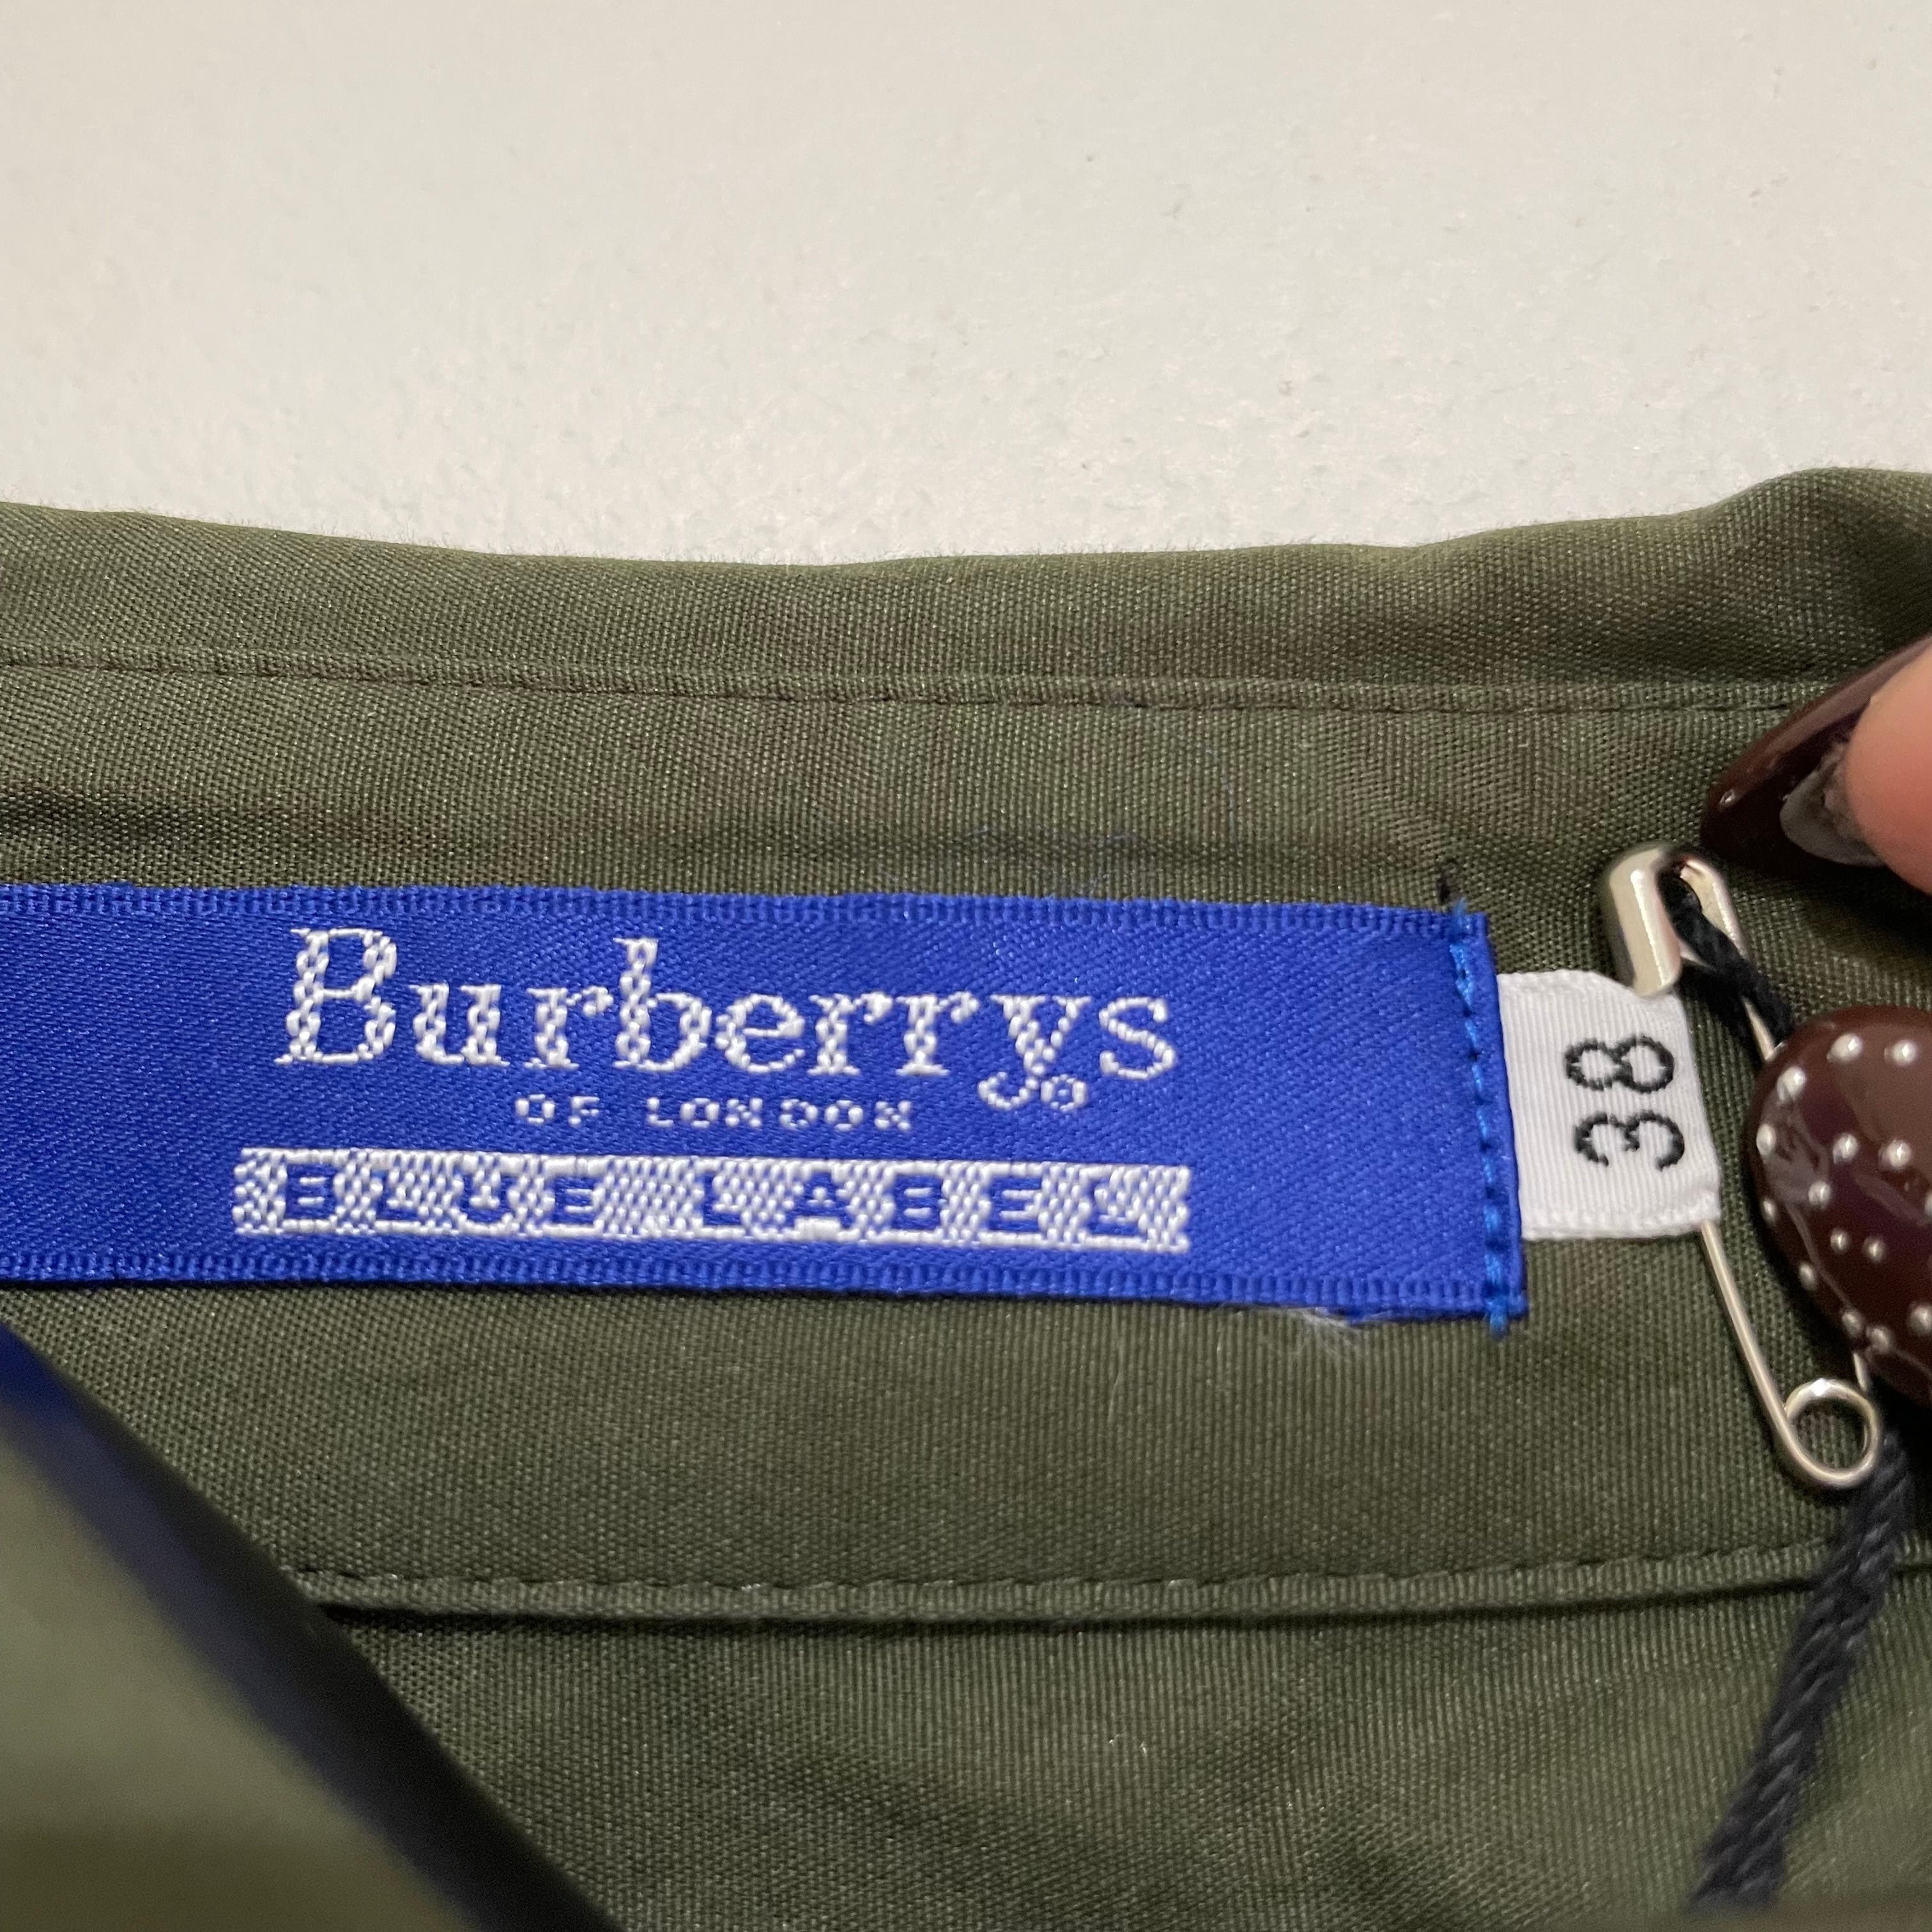 Burberrys
OF LONDON
BLUE LABEL
38